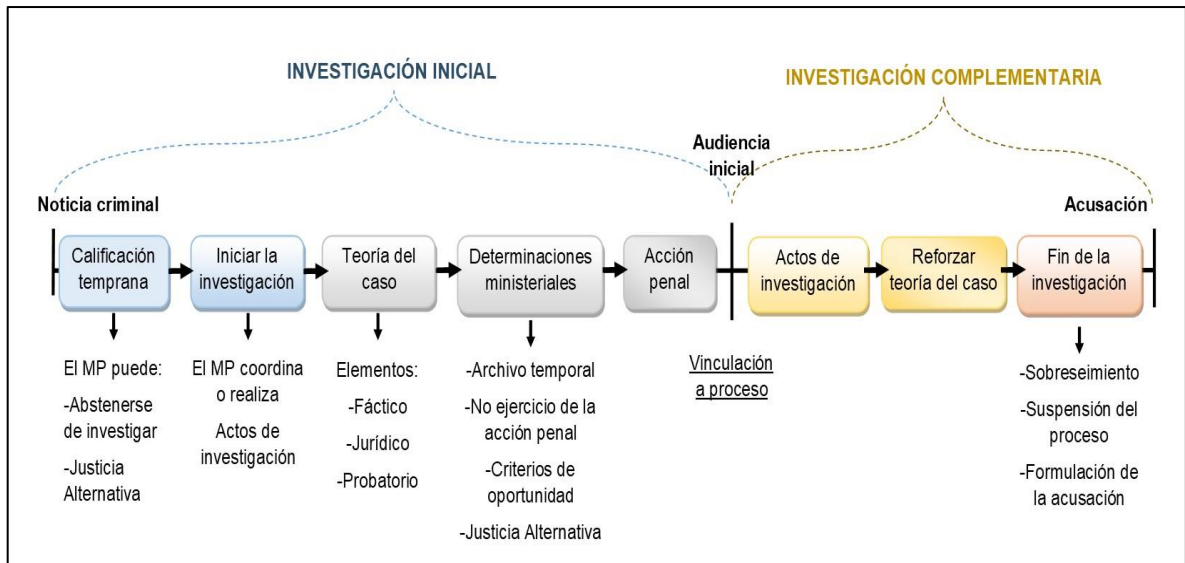 INVESTIGACIÓN INICIAL
INVESTIGACIÓN COMPLEMENTARIA
Audiencia
inicial
Noticia criminal
Acusación
Calificación
temprana
Iniciar la
investigación
Teoría del
caso
Determinaciones
ministeriales
Acción
penal
Actos de
investigación
Reforzar
teoría del caso
Fin de la
investigación
El MP puede:
-Abstenerse
de investigar
-Justicia
Alternativa
El MP coordina
o realiza
Actos de
investigación
Elementos:
-Fáctico
-Jurídico
-Probatorio
-Archivo temporal
-No ejercicio de la
acción penal
-Criterios de
oportunidad
-Justicia Alternativa
Vinculación
a proceso
-Sobreseimiento
-Suspensión del
proceso
-Formulación de
la acusación